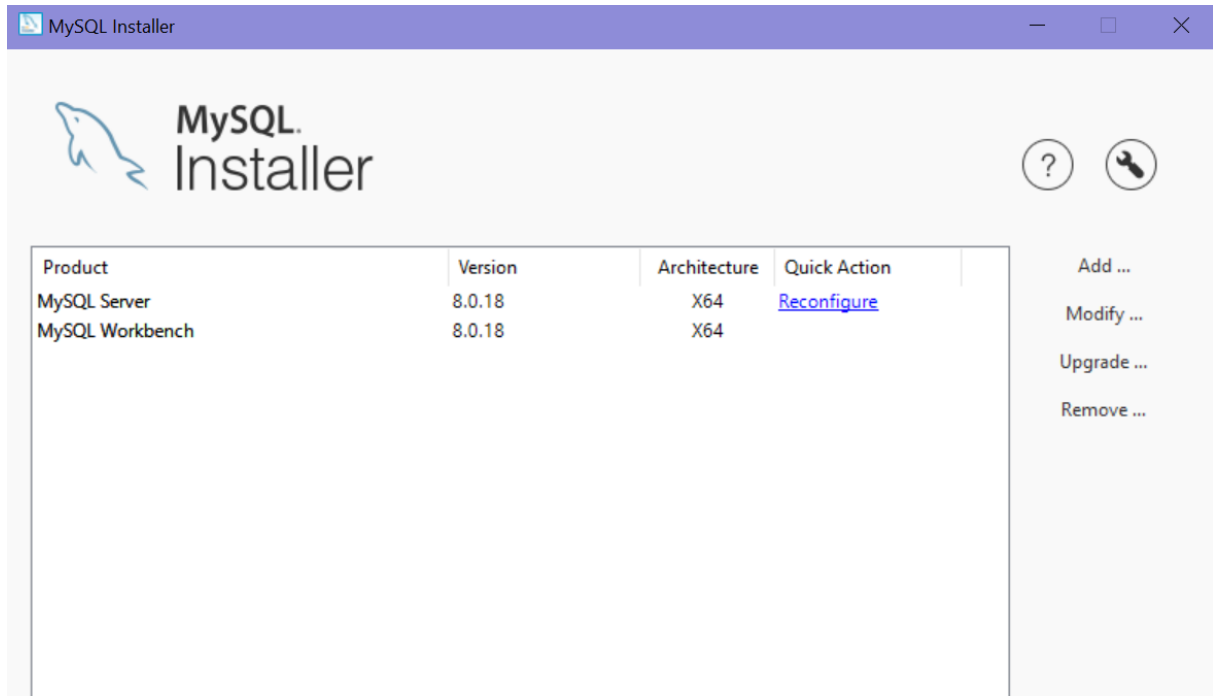 MySQL Installer
MySQL.
Installer
?
Product Version Architecture Quick Action
MySQL Server 8.0.18 X64 Reconfigure
MySQL Workbench 8.0.18 X64
Add ...
Modify ...
Upgrade ...
Remove ...